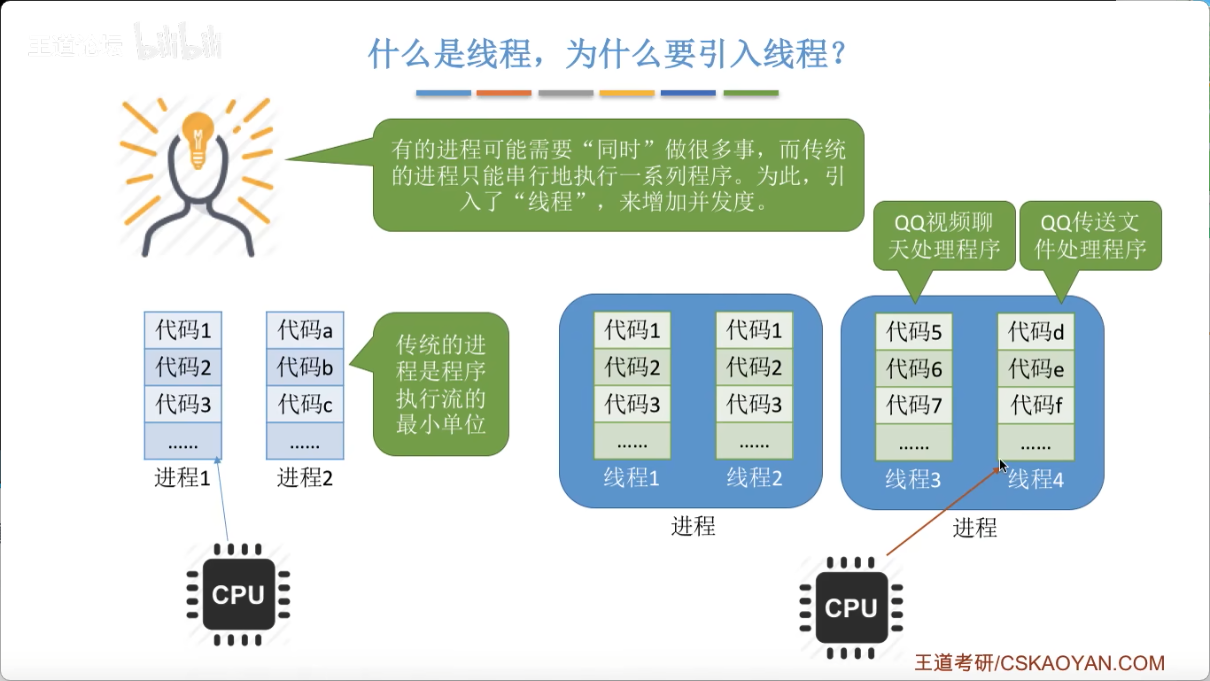 王道考研 bilibili
什么是线程，为什么要引入线程？
有的进程可能需要“同时”做很多事，而传统
的进程只能串行地执行一系列程序。为此，引
入了“线程”，来增加并发度。
QQ视频聊
天处理程序
QQ传送文
件处理程序
代码1
代码2
代码3
……
进程1
代码a
代码b
代码c
……
进程2
传统的进
程是程序
执行流的
最小单位
代码1
代码2
代码3
……
线程1
代码1
代码2
代码3
……
线程2
进程
代码5
代码6
代码7
……
线程3
代码d
代码e
代码f
……
线程4
进程
CPU
CPU
王道考研/CSKAOYAN.COM